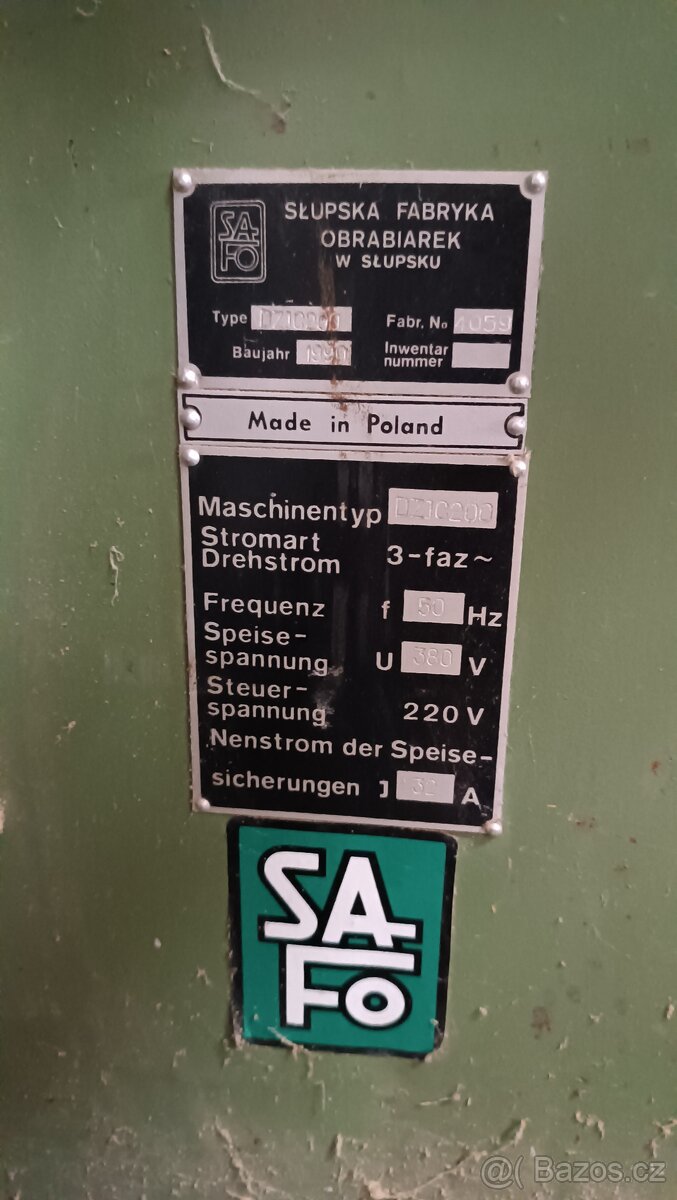 SA
FO
SŁUPSKA FABRYKA
OBRABIAREK
W SŁUPSKU
Type Fabr. No 1059
Baujahr 1990 Inwentar
nummer
Made in Poland
Maschinentyp
Stromart
Drehstrom 3-faz~
Frequenz f 50 Hz
Speise-
spannung U 380 V
Steuer-
spannung 220 V
Nenstrom der Speise-
sicherungen J 32 A
SA
FO
@( Bazos.cz